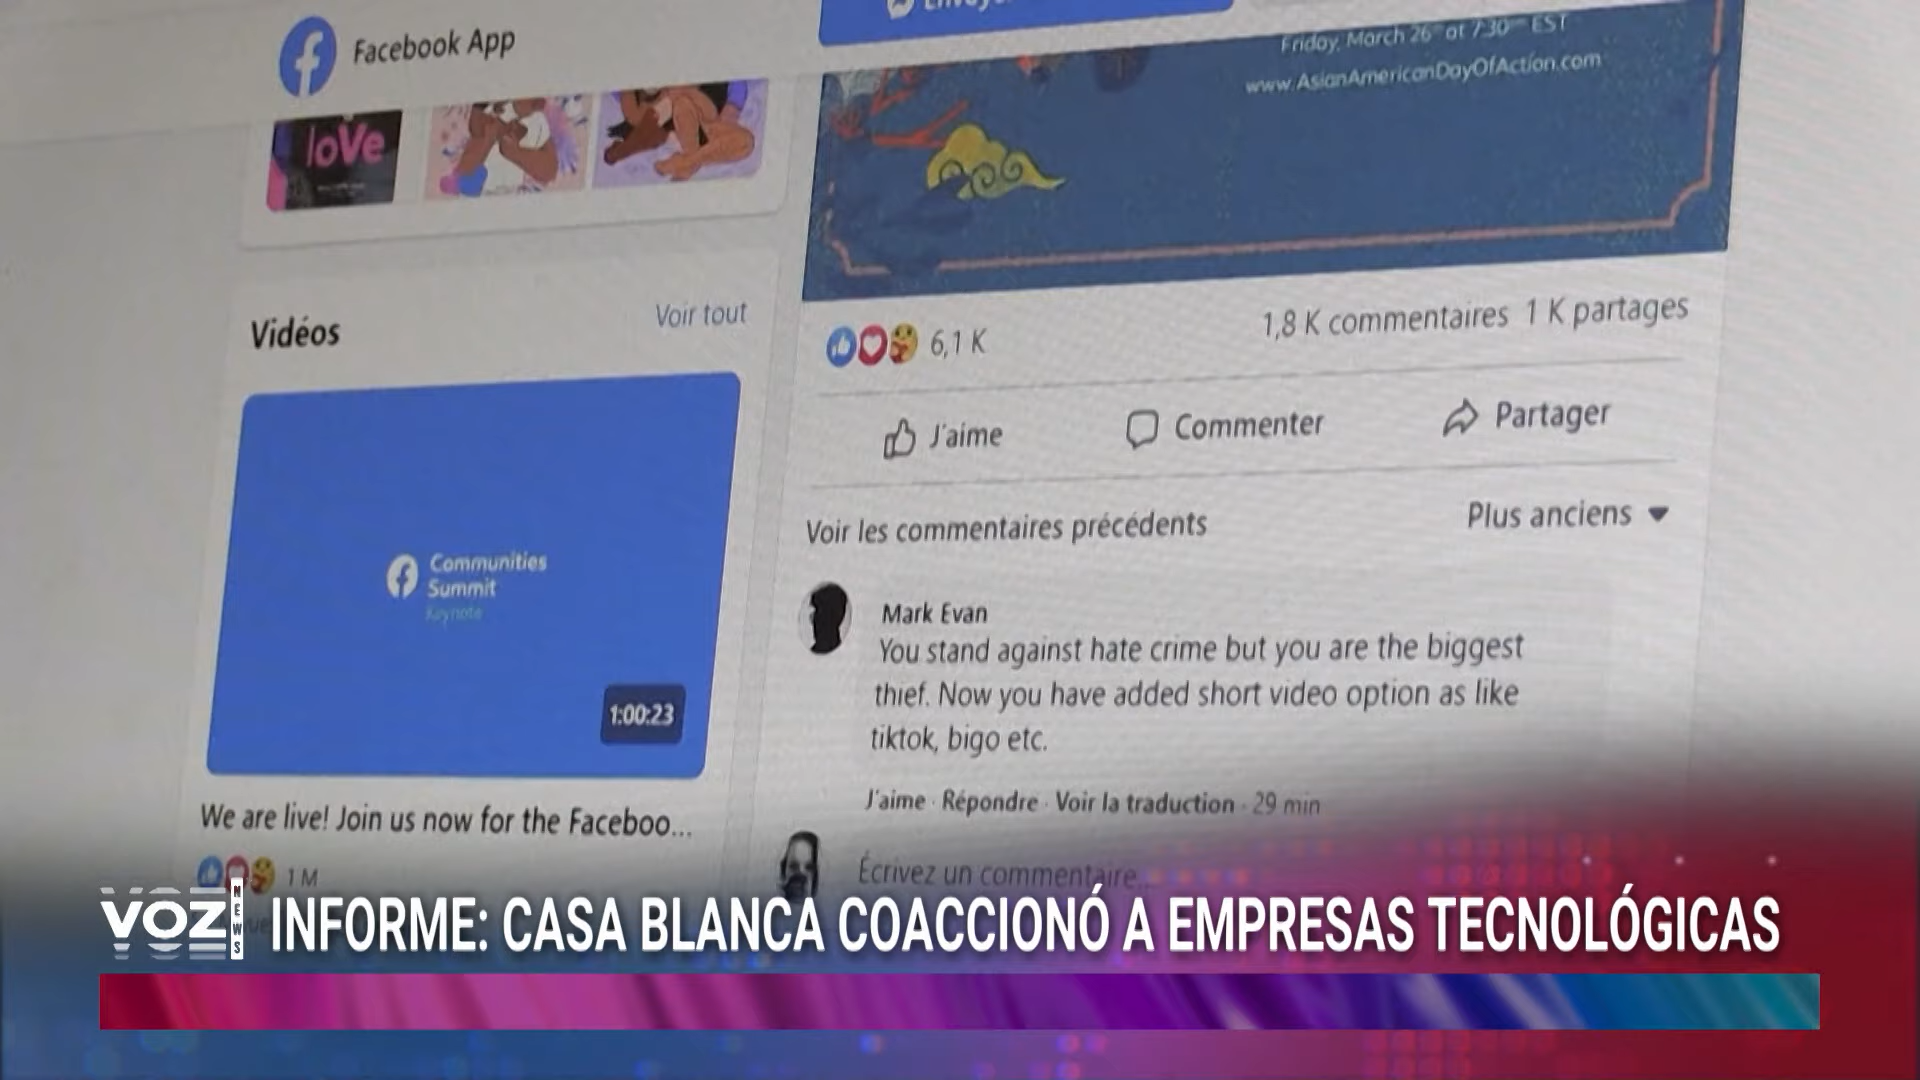 Facebook App
loVe
Friday, March 26 at 7:30 EST
www.AsianAmericanDayOfAction.com
Vidéos
Voir tout
6,1 K
1,8 K commentaires 1 K partages
J'aime
Commenter
Partager
Voir les commentaires précédents
Plus anciens
Communities
Summit
Keynote
1:00:23
Mark Evan
You stand against hate crime but you are the biggest
thief. Now you have added short video option as like
tiktok, bigo etc.
J'aime · Répondre · Voir la traduction · 29 min
We are live! Join us now for the Faceboo...
1 M
Écrivez un commentaire...
VOZ NEWS
INFORME: CASA BLANCA COACCIONÓ A EMPRESAS TECNOLÓGICAS